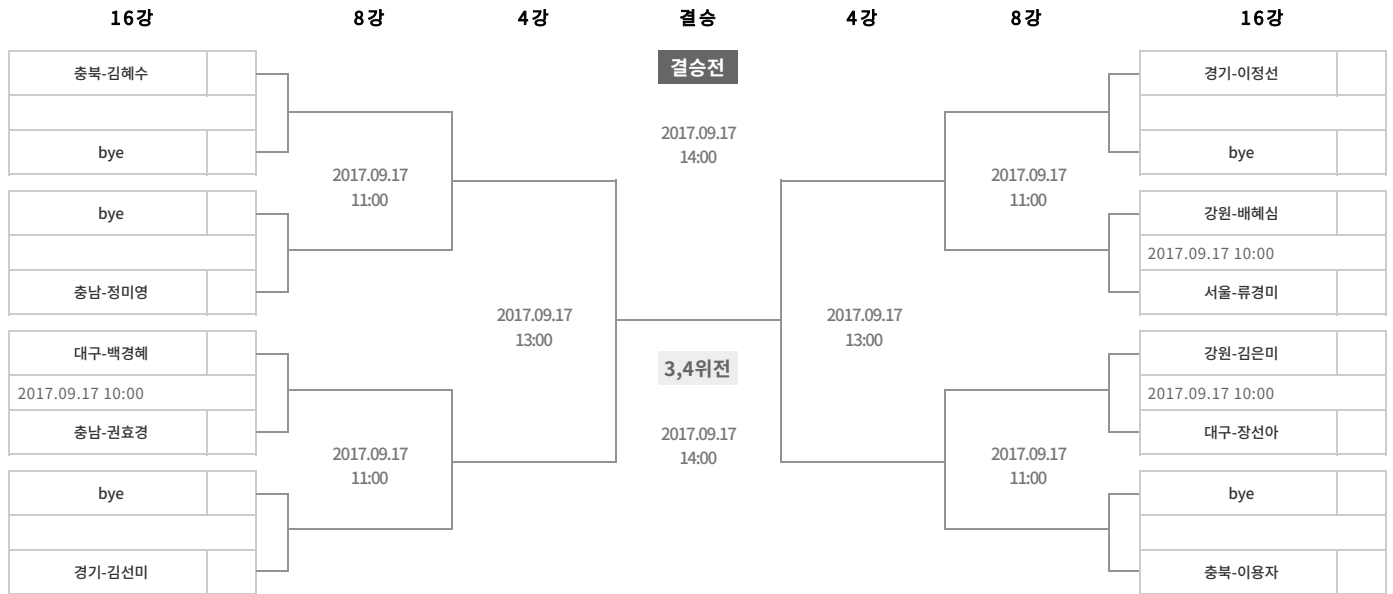 16강 8강 4강 결승 4강 8강 16강
충북-김혜수
bye
bye
충남-정미영
대구-백경혜
2017.09.17 10:00
충남-권효경
bye
경기-김선미
2017.09.17
11:00
2017.09.17
11:00
2017.09.17
13:00
결승전
2017.09.17
14:00
3,4위전
2017.09.17
14:00
2017.09.17
13:00
2017.09.17
11:00
2017.09.17
11:00
경기-이정선
bye
강원-배혜심
2017.09.17 10:00
서울-류경미
강원-김은미
2017.09.17 10:00
대구-장선아
bye
충북-이용자